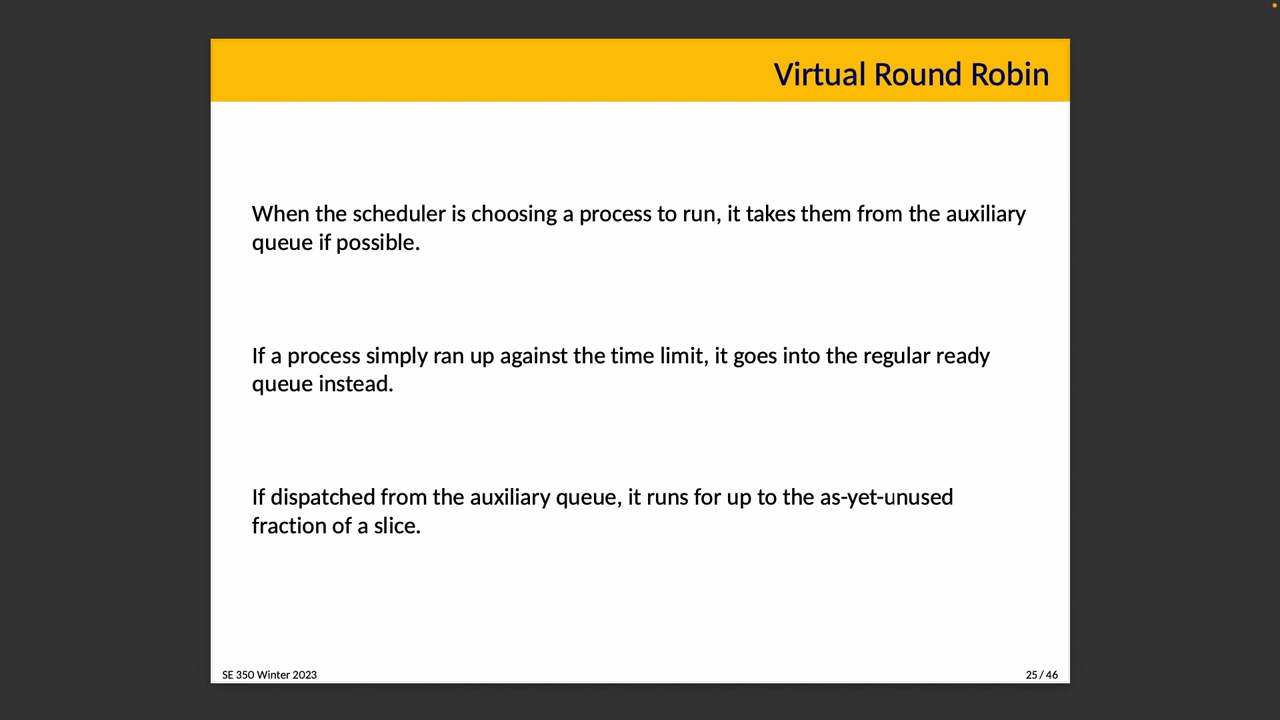 Virtual Round Robin
When the scheduler is choosing a process to run, it takes them from the auxiliary
queue if possible.
If a process simply ran up against the time limit, it goes into the regular ready
queue instead.
If dispatched from the auxiliary queue, it runs for up to the as-yet-unused
fraction of a slice.
SE 350 Winter 2023
25 / 46